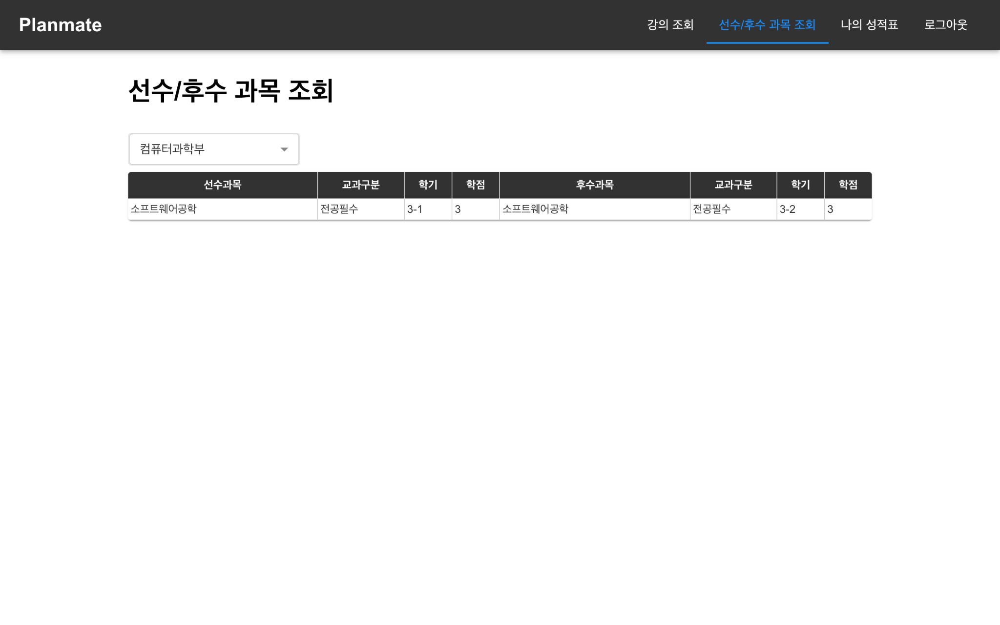 Planmate 강의 조회 선수/후수 과목 조회 나의 성적표 로그아웃
선수/후수 과목 조회
컴퓨터과학부
선수과목 교과구분 학기 학점 후수과목 교과구분 학기 학점
소프트웨어공학 전공필수 3-1 3 소프트웨어공학 전공필수 3-2 3